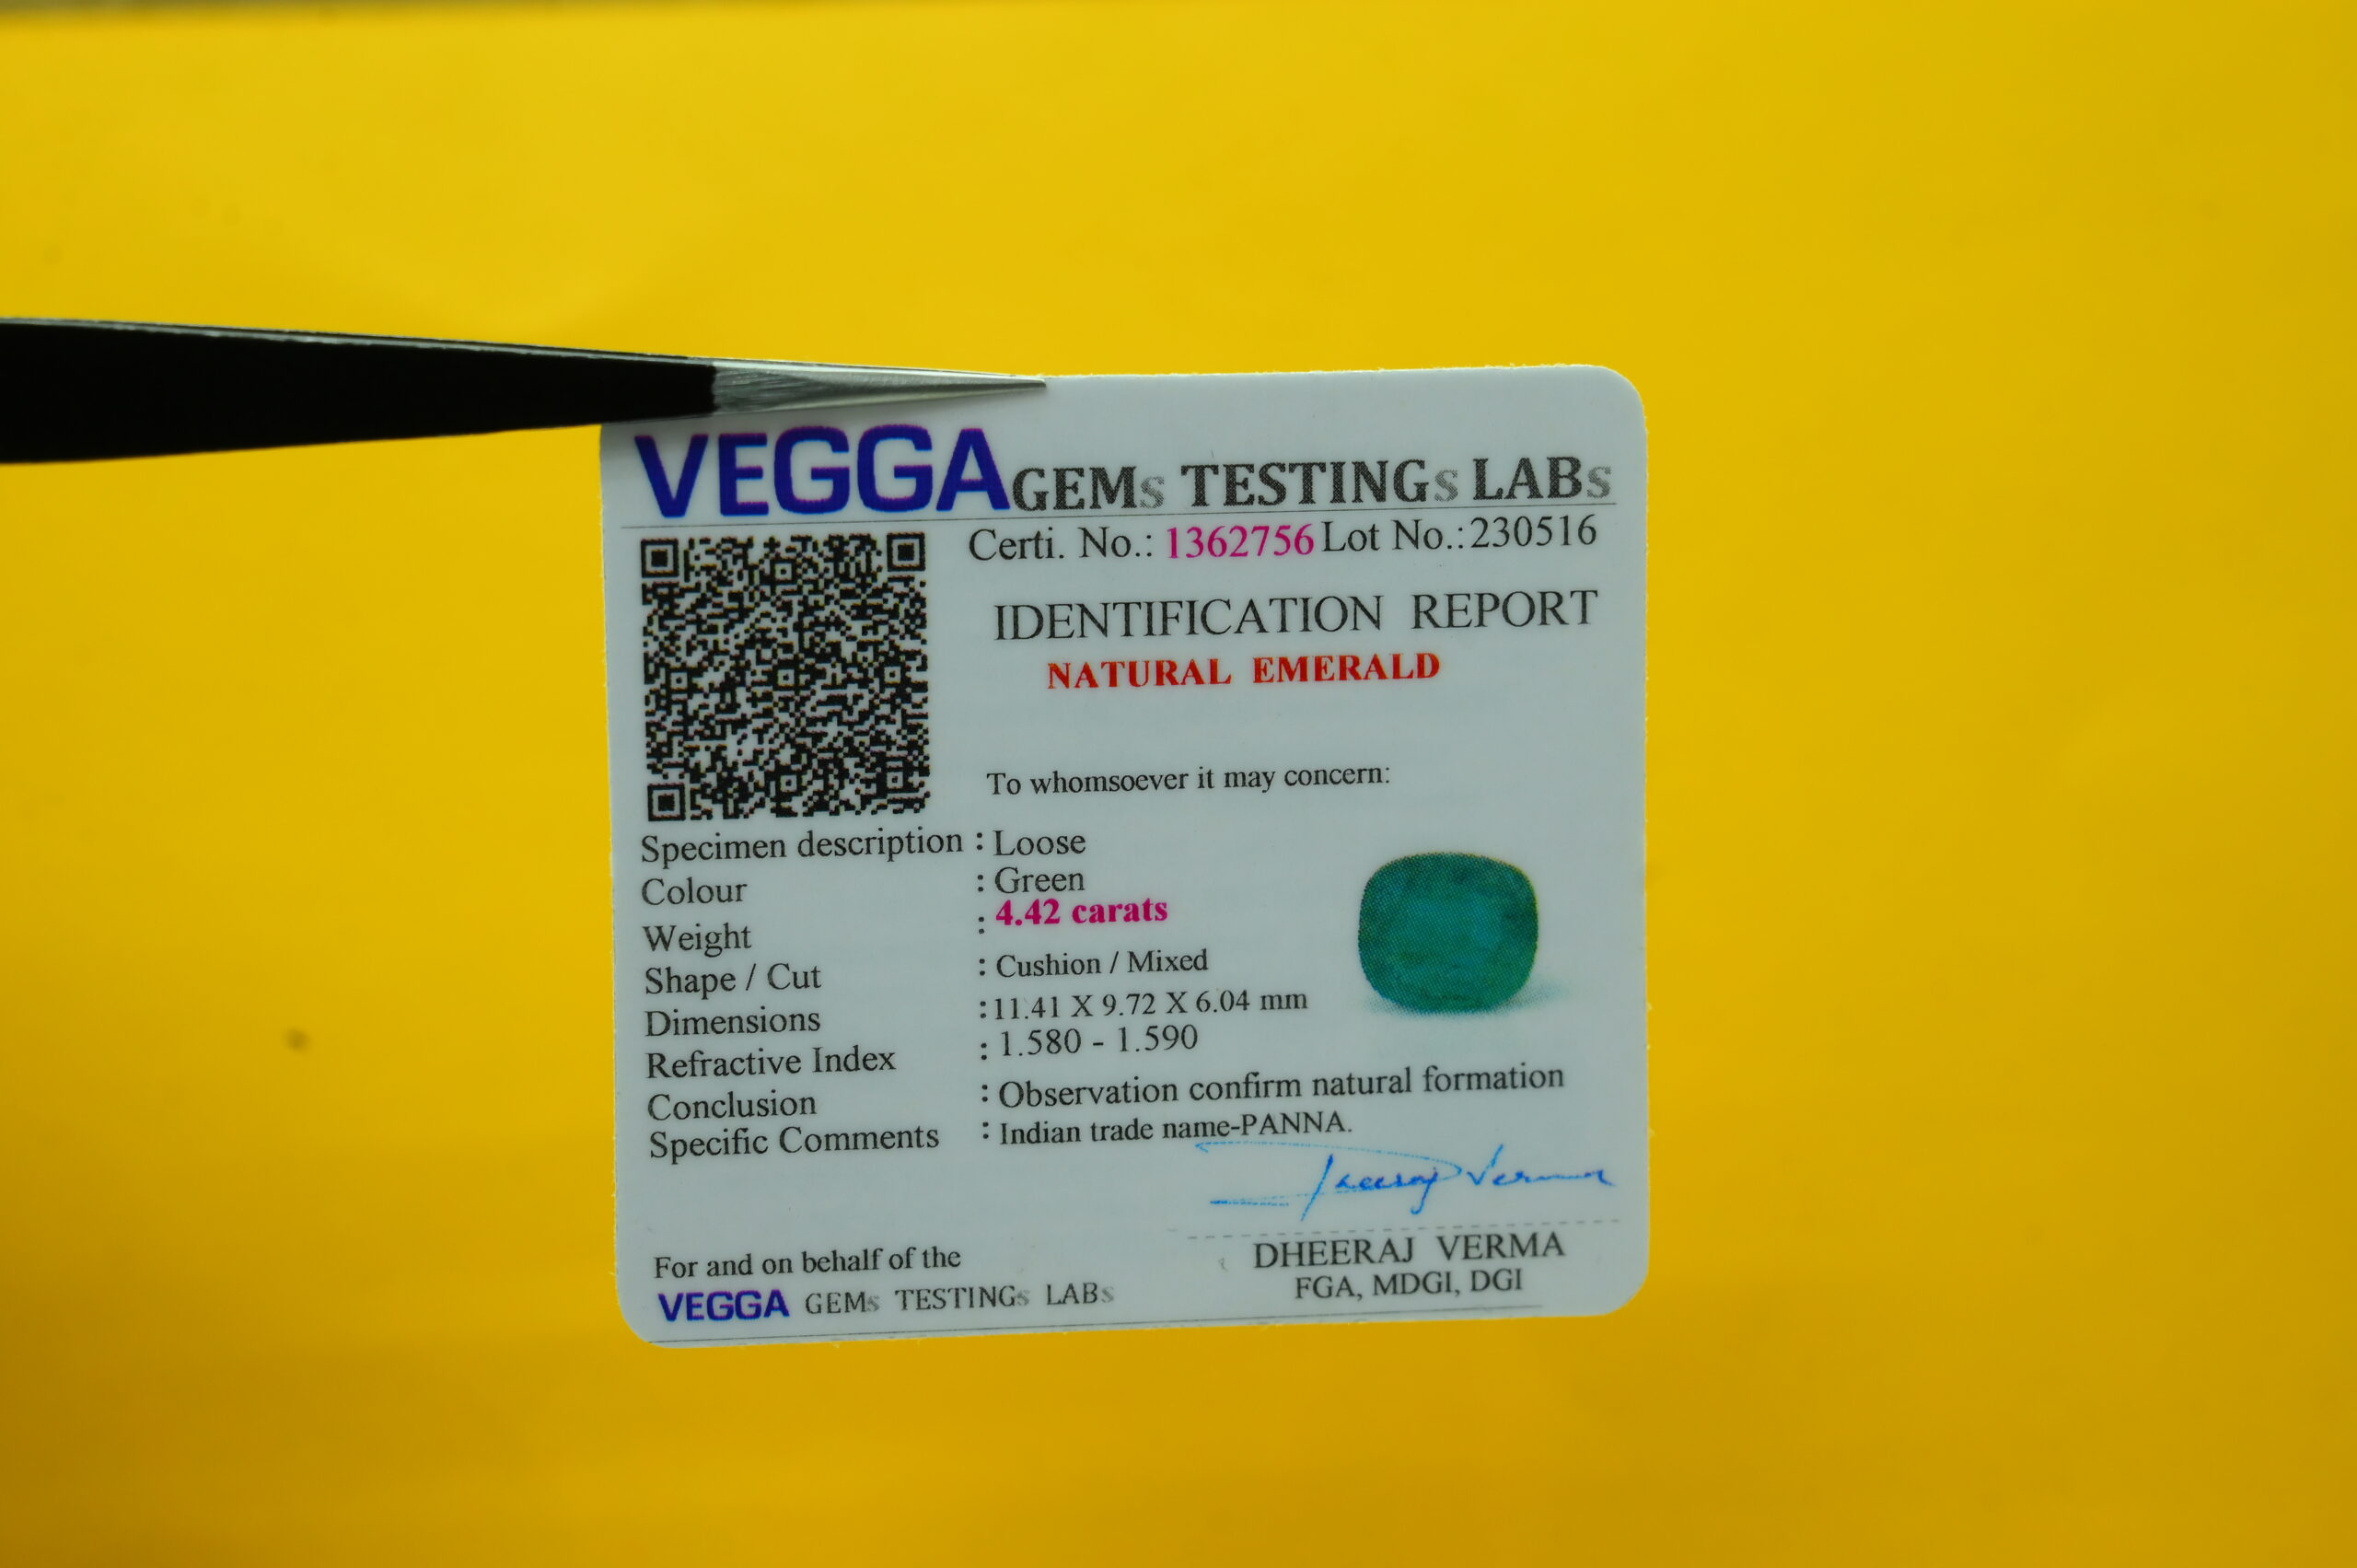 VEGGA GEMs TESTINGs LABs
Certi. No.: 1362756 Lot No.:230516
IDENTIFICATION REPORT
NATURAL EMERALD
To whomsoever it may concern:
Specimen description : Loose
Colour : Green
Weight : 4.42 carats
Shape / Cut : Cushion / Mixed
Dimensions :11.41 X 9.72 X 6.04 mm
Refractive Index : 1.580 - 1.590
Conclusion : Observation confirm natural formation
Specific Comments : Indian trade name-PANNA.
Dheeraj Verma
For and on behalf of the
VEGGA GEMs TESTINGs LABs
DHEERAJ VERMA
FGA, MDGI, DGI